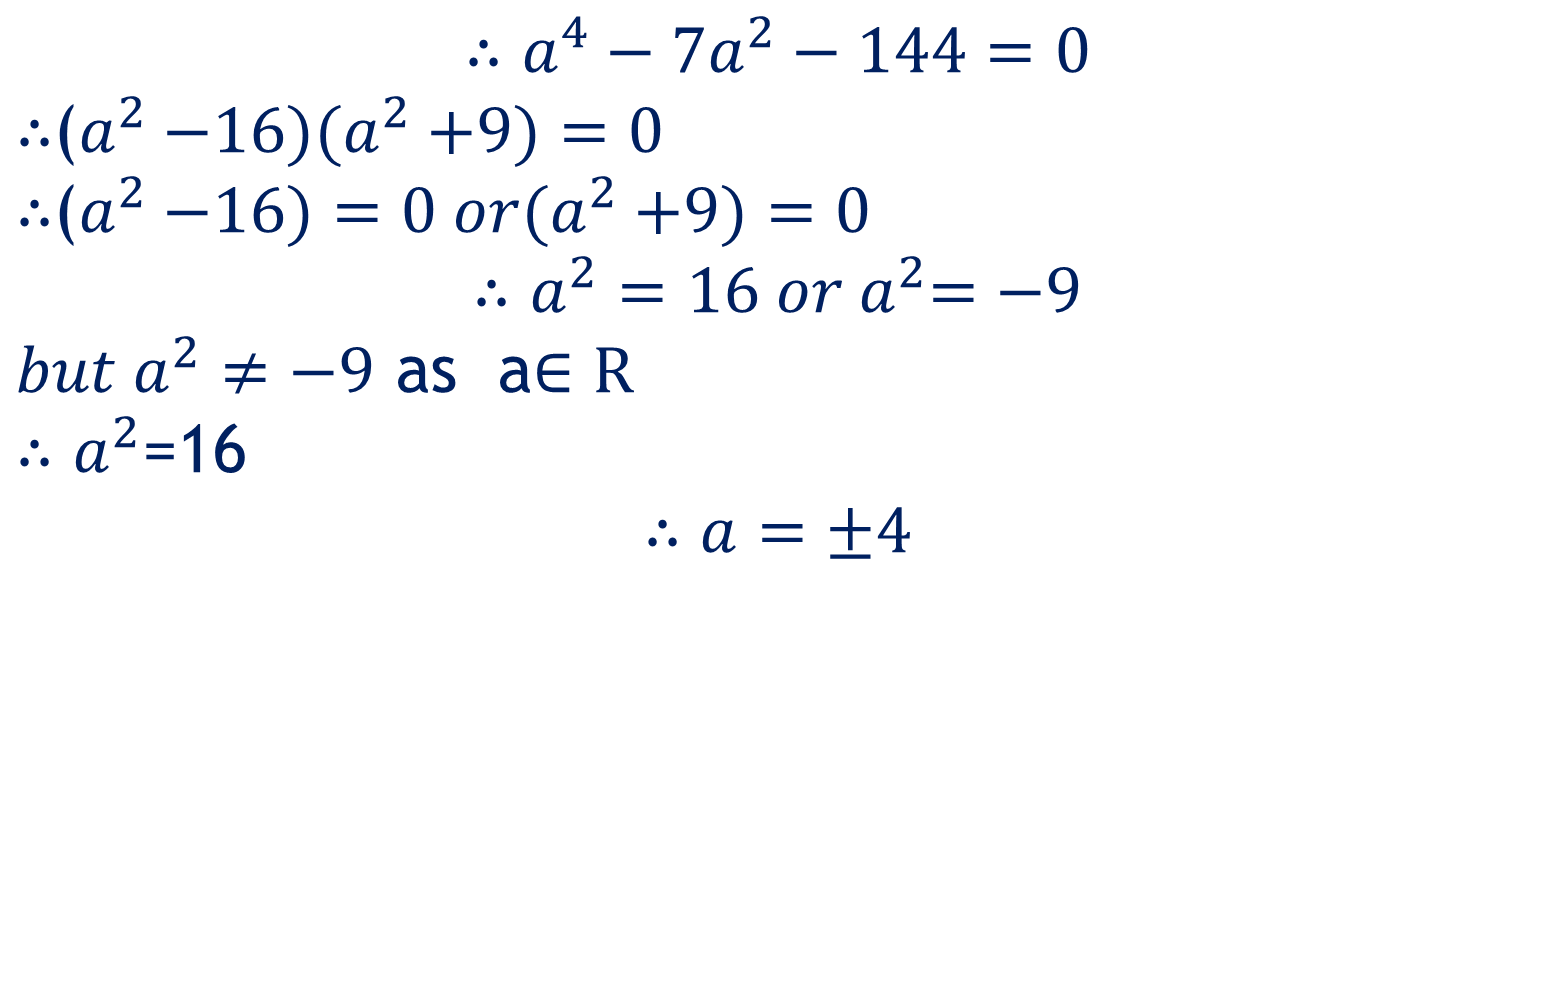 ∴ a⁴ − 7a² − 144 = 0
∴(a² −16)(a² +9) = 0
∴(a² −16) = 0 or(a² +9) = 0
∴ a² = 16 or a²= −9
but a² ≠ −9 as a∈ R
∴ a²=16
∴ a = ±4